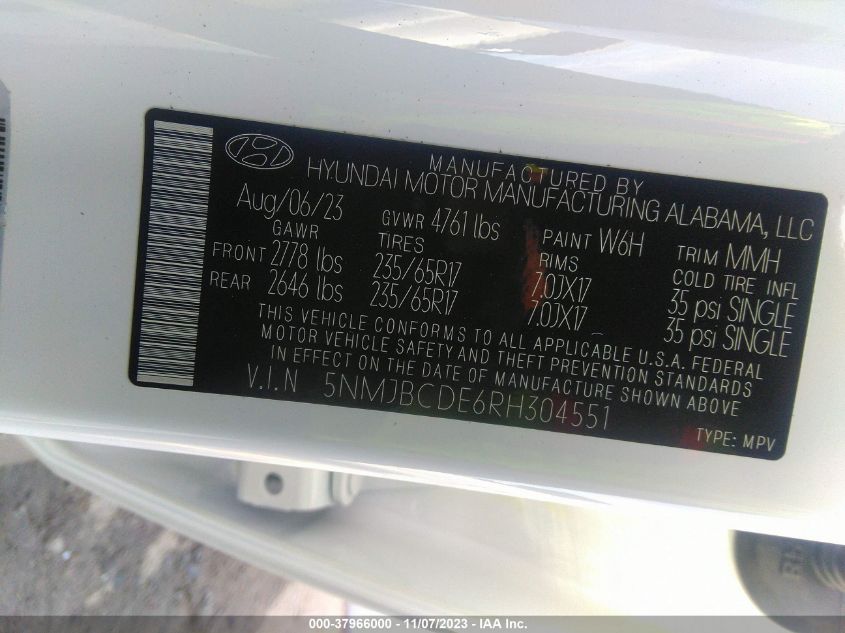 MANUFACTURED BY
HYUNDAI MOTOR MANUFACTURING ALABAMA, LLC
Aug/06/23 GVWR 4761 lbs PAINT W6H TRIM MMH
GAWR TIRES RIMS COLD TIRE INFL
FRONT 2778 lbs 235/65R17 7.0JX17 35 psi SINGLE
REAR 2646 lbs 235/65R17 7.0JX17 35 psi SINGLE
THIS VEHICLE CONFORMS TO ALL APPLICABLE U.S.A. FEDERAL
MOTOR VEHICLE SAFETY AND THEFT PREVENTION STANDARDS
IN EFFECT ON THE DATE OF MANUFACTURE SHOWN ABOVE
V.I.N 5NMJBCDE6RH304551
TYPE: MPV
000-37966000 - 11/07/2023 - IAA Inc.